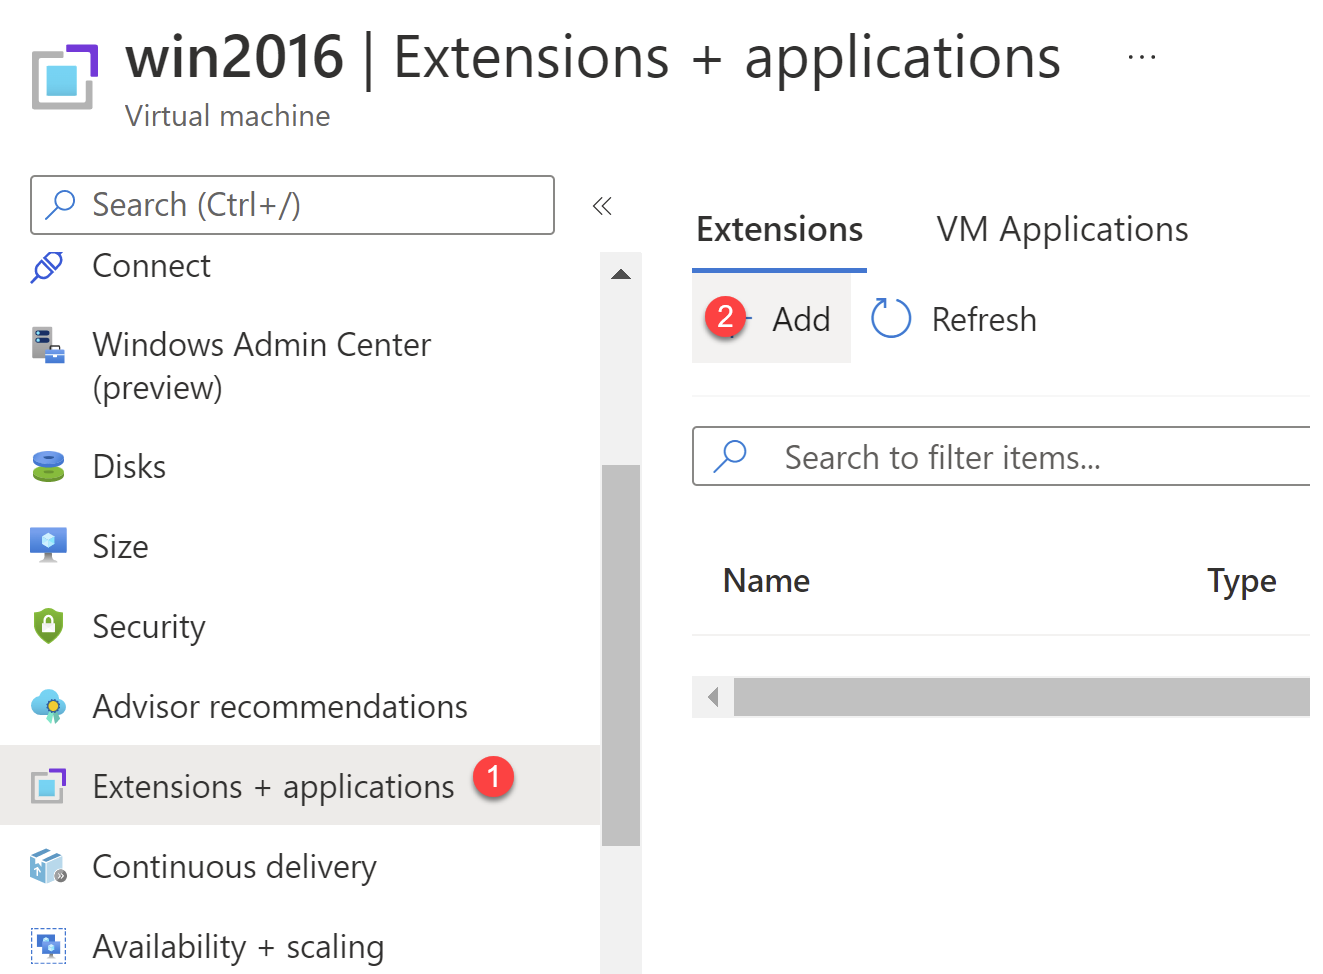 win2016 | Extensions + applications ...
Virtual machine
Search (Ctrl+/)
«
Connect
Windows Admin Center
(preview)
Disks
Size
Security
Advisor recommendations
Extensions + applications 1
Continuous delivery
Availability + scaling
Extensions VM Applications
2 Add Refresh
Search to filter items...
Name Type